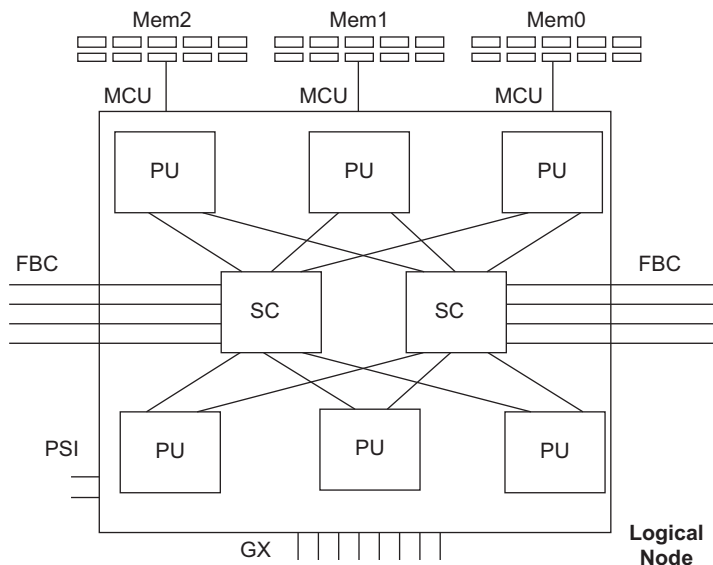 Mem2
Mem1
Mem0
MCU
MCU
MCU
PU
PU
PU
FBC
FBC
SC
SC
PU
PU
PU
PSI
GX
Logical
Node